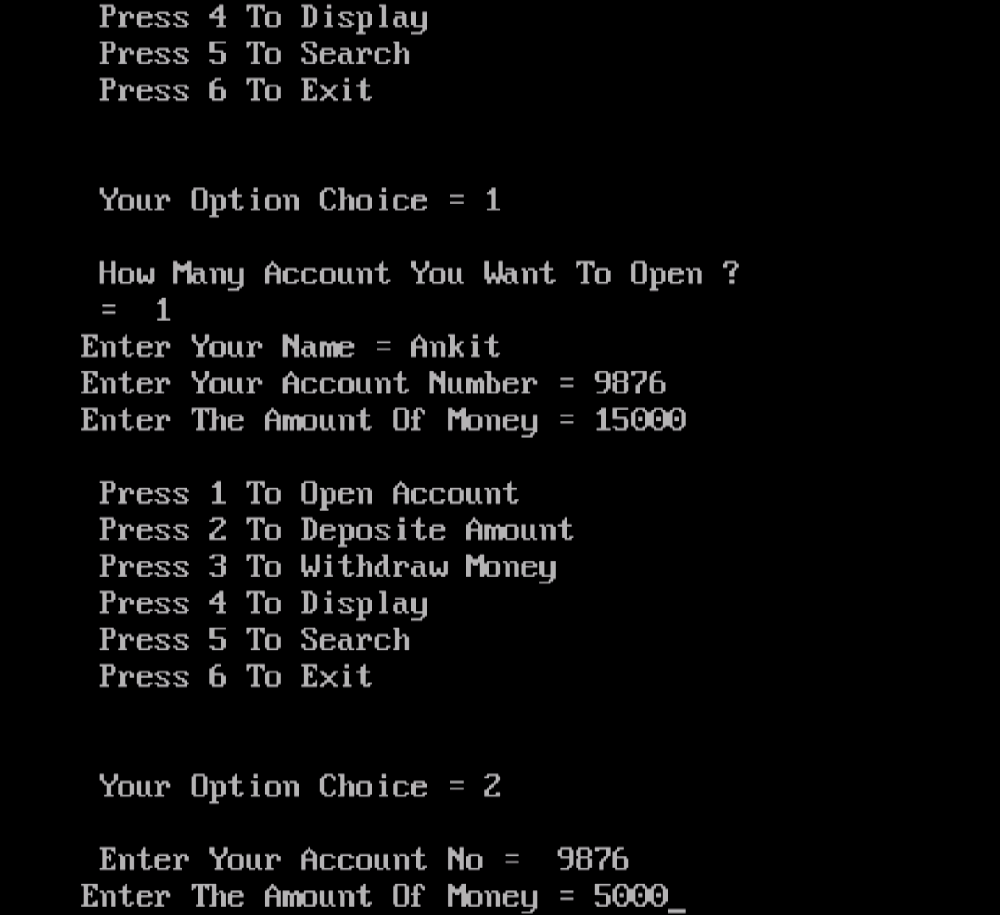 Press 4 To Display
Press 5 To Search
Press 6 To Exit
Your Option Choice = 1
How Many Account You Want To Open ?
=  1
Enter Your Name = Ankit
Enter Your Account Number = 9876
Enter The Amount Of Money = 15000
Press 1 To Open Account
Press 2 To Deposite Amount
Press 3 To Withdraw Money
Press 4 To Display
Press 5 To Search
Press 6 To Exit
Your Option Choice = 2
Enter Your Account No =  9876
Enter The Amount Of Money = 5000_